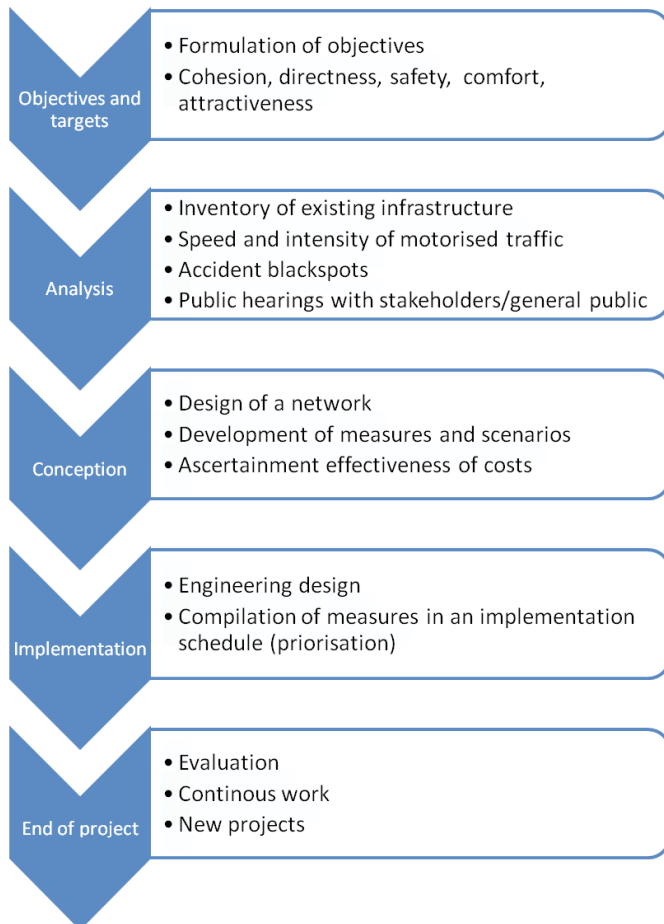 Objectives and
targets
• Formulation of objectives
• Cohesion, directness, safety, comfort,
attractiveness
Analysis
• Inventory of existing infrastructure
• Speed and intensity of motorised traffic
• Accident blackspots
• Public hearings with stakeholders/general public
Conception
• Design of a network
• Development of measures and scenarios
• Ascertainment effectiveness of costs
Implementation
• Engineering design
• Compilation of measures in an implementation
schedule (priorisation)
End of project
• Evaluation
• Continous work
• New projects